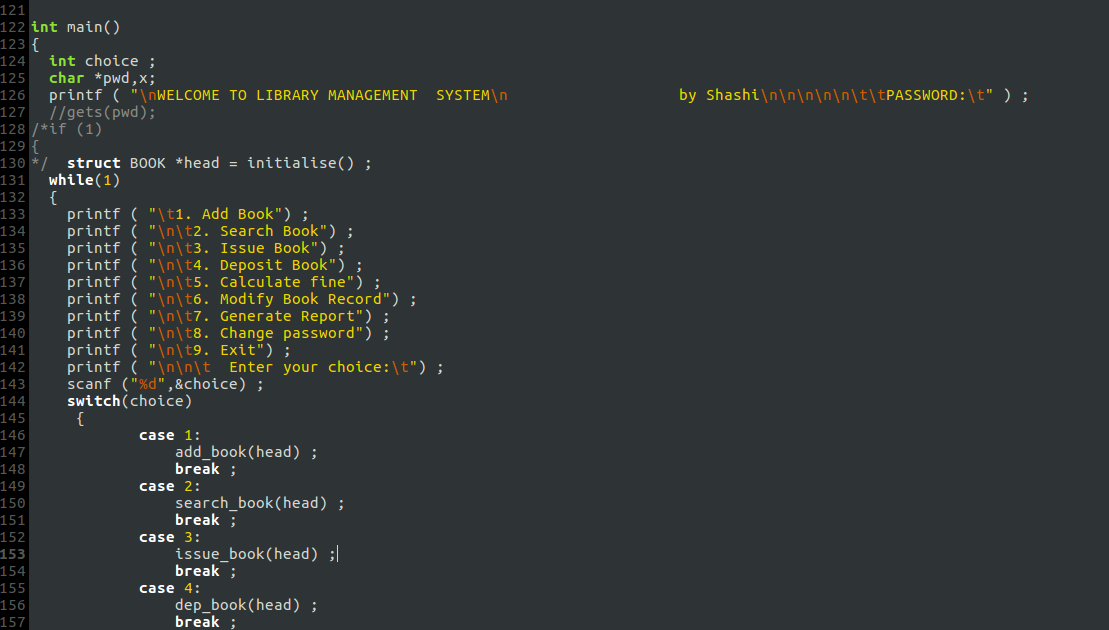 121
122 int main()
123 {
124   int choice ;
125   char *pwd,x;
126   printf ( "\nWELCOME TO LIBRARY MANAGEMENT  SYSTEM\n                   by Shashi\n\n\n\n\n\t\tPASSWORD:\t" ) ;
127   //gets(pwd);
128 /*if (1)
129 {
130 */  struct BOOK *head = initialise() ;
131   while(1)
132   {
133     printf ( "\t1. Add Book") ;
134     printf ( "\n\t2. Search Book") ;
135     printf ( "\n\t3. Issue Book") ;
136     printf ( "\n\t4. Deposit Book") ;
137     printf ( "\n\t5. Calculate fine") ;
138     printf ( "\n\t6. Modify Book Record") ;
139     printf ( "\n\t7. Generate Report") ;
140     printf ( "\n\t8. Change password") ;
141     printf ( "\n\t9. Exit") ;
142     printf ( "\n\n\t  Enter your choice:\t") ;
143     scanf ("%d",&choice) ;
144     switch(choice)
145      {
146             case 1:
147                 add_book(head) ;
148                 break ;
149             case 2:
150                 search_book(head) ;
151                 break ;
152             case 3:
153                 issue_book(head) ;
154                 break ;
155             case 4:
156                 dep_book(head) ;
157                 break ;